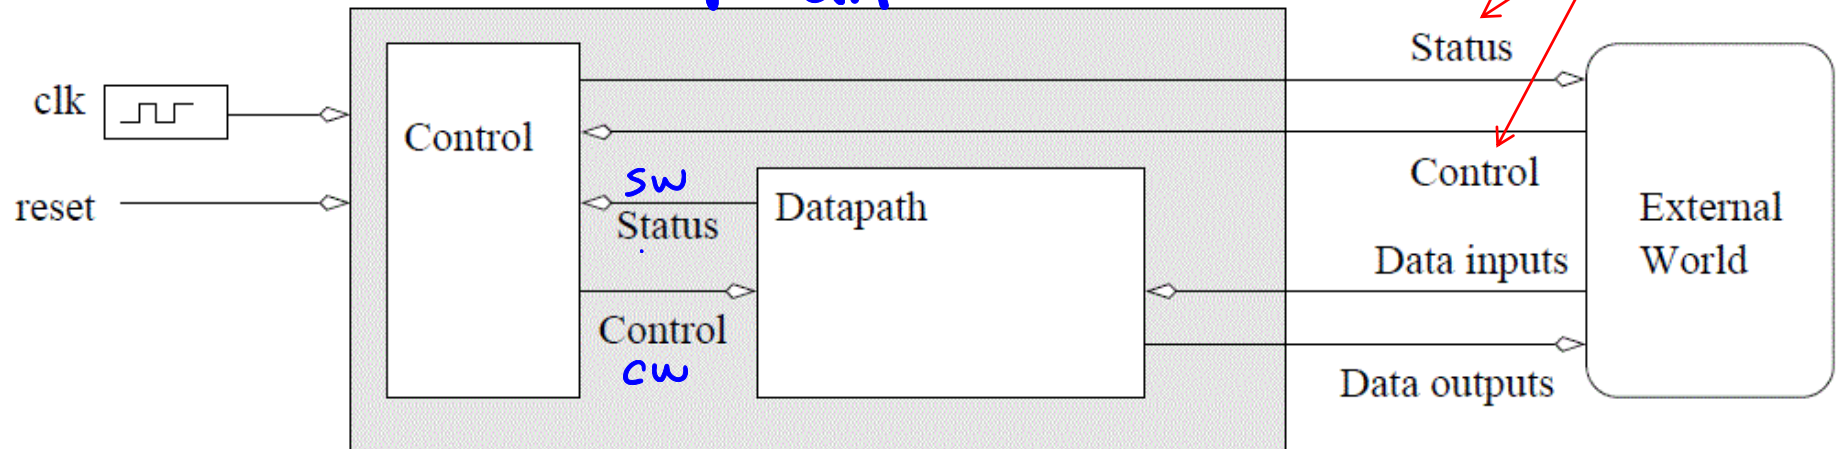 Status
clk
Control
Control
sw
reset
Status
Datapath
External
World
Data inputs
Control
cw
Data outputs